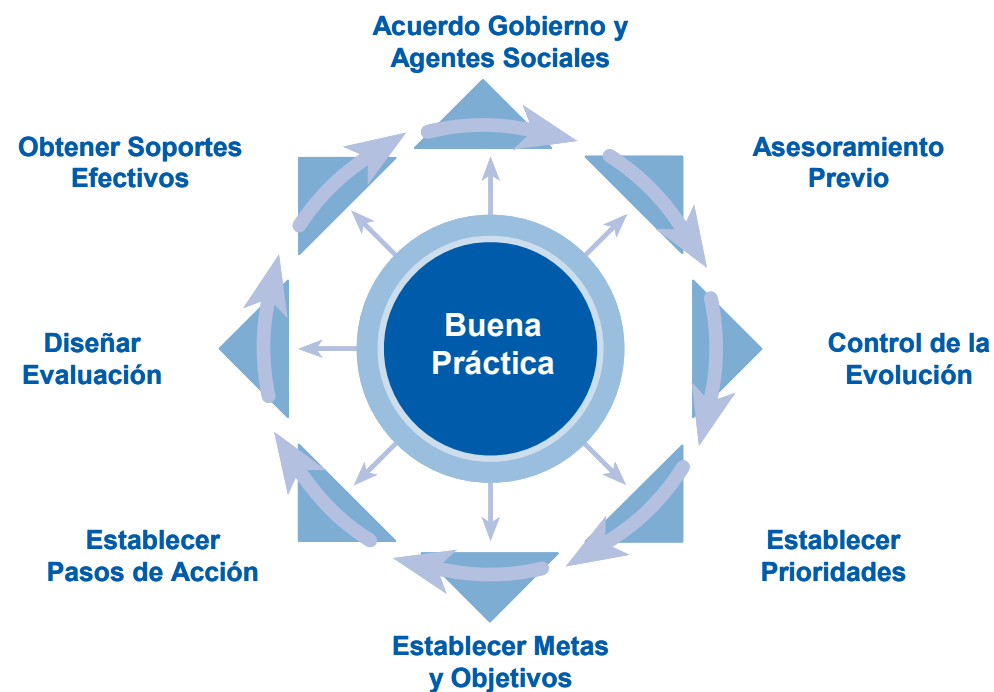 Acuerdo Gobierno y
Agentes Sociales
Obtener Soportes
Efectivos
Asesoramiento
Previo
Buena
Práctica
Diseñar
Evaluación
Control de la
Evolución
Establecer
Pasos de Acción
Establecer
Prioridades
Establecer Metas
y Objetivos